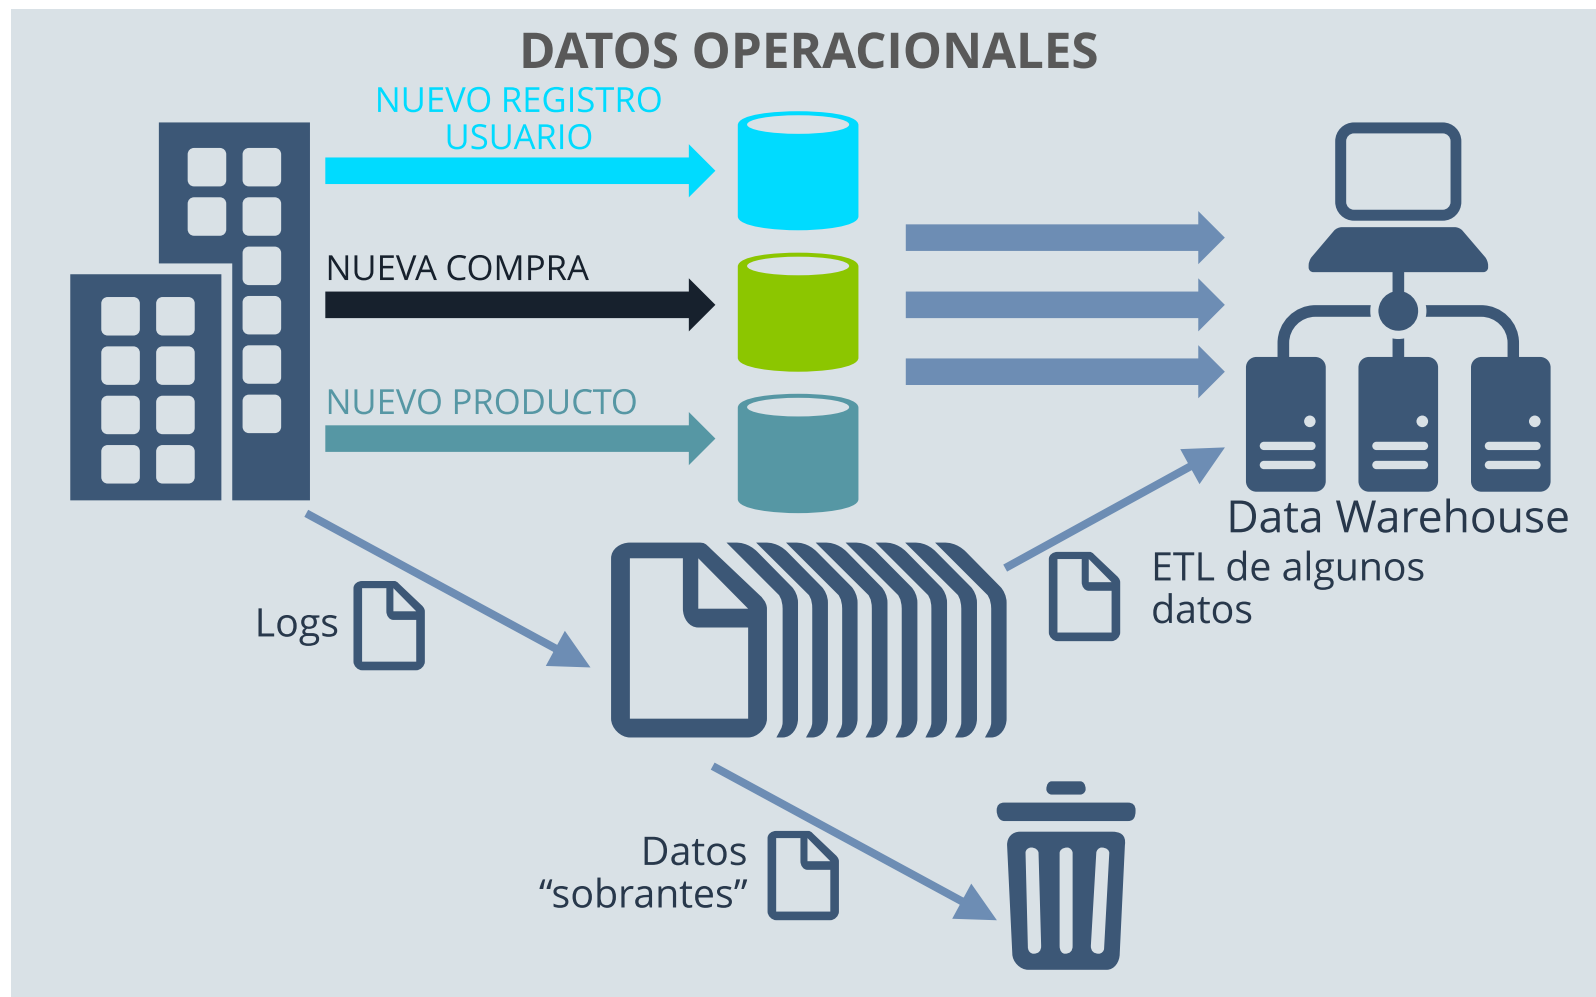 DATOS OPERACIONALES
NUEVO REGISTRO
USUARIO
NUEVA COMPRA
NUEVO PRODUCTO
Data Warehouse
ETL de algunos
datos
Logs
Datos
“sobrantes”